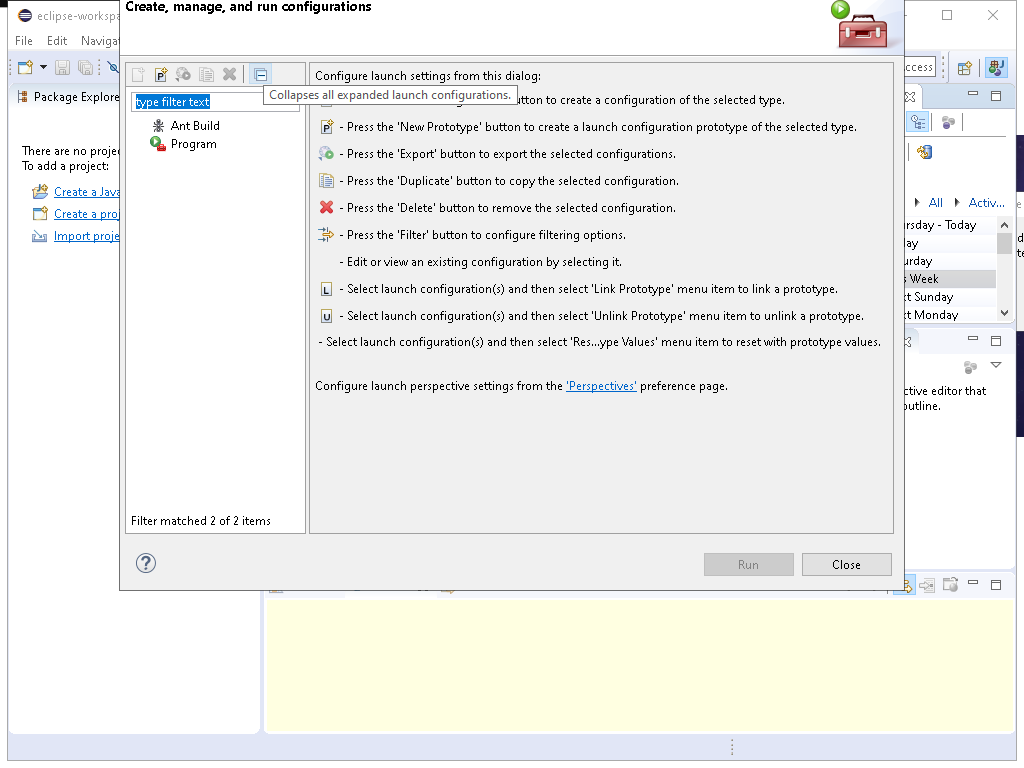 Create, manage, and run configurations
eclipse-workspa
File Edit Naviga
ccess
Package Explore
Configure launch settings from this dialog:
Collapses all expanded launch configurations.
type filter text
utton to create a configuration of the selected type.
Ant Build
Program
- Press the 'New Prototype' button to create a launch configuration prototype of the selected type.
- Press the 'Export' button to export the selected configurations.
- Press the 'Duplicate' button to copy the selected configuration.
- Press the 'Delete' button to remove the selected configuration.
- Press the 'Filter' button to configure filtering options.
- Edit or view an existing configuration by selecting it.
- Select launch configuration(s) and then select 'Link Prototype' menu item to link a prototype.
- Select launch configuration(s) and then select 'Unlink Prototype' menu item to unlink a prototype.
- Select launch configuration(s) and then select 'Res...ype Values' menu item to reset with prototype values.
Configure launch perspective settings from the 'Perspectives' preference page.
There are no projec
To add a project:
Create a Java
Create a proj
Import proje
All Activ...
rsday - Today
ay
urday
s Week
xt Sunday
xt Monday
ctive editor that
outline.
Filter matched 2 of 2 items
Run
Close